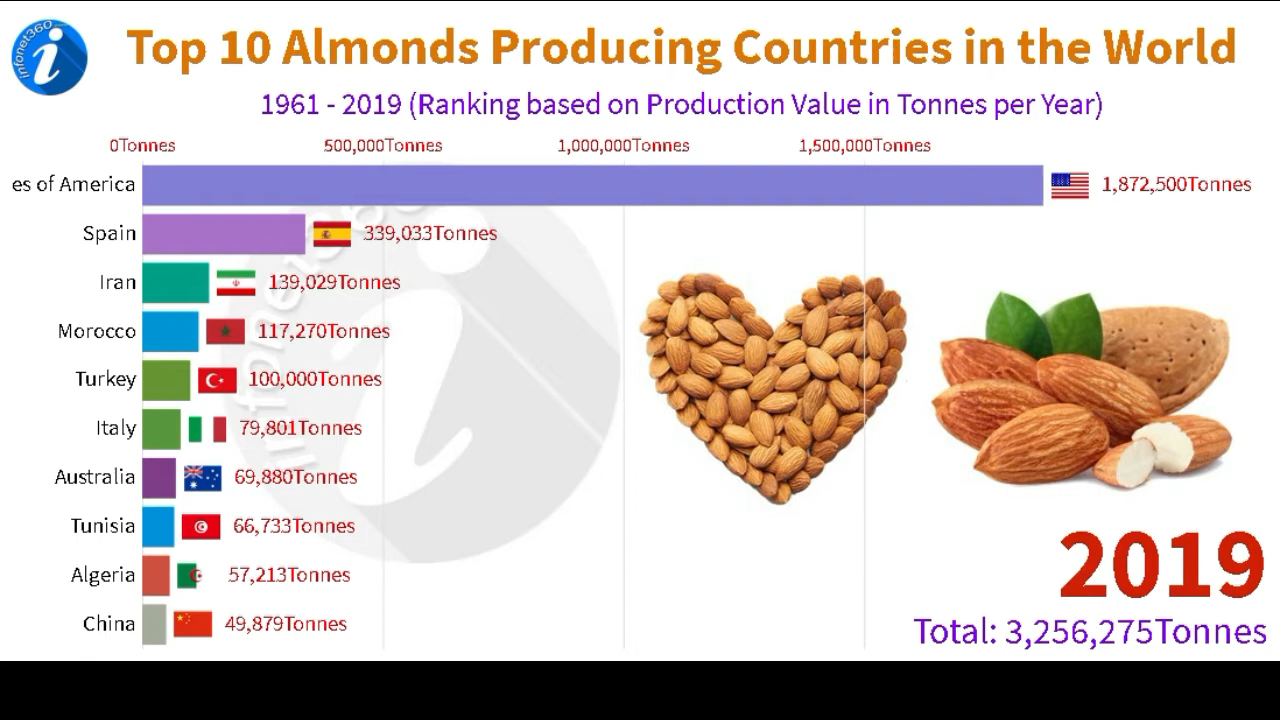 infonet360
Top 10 Almonds Producing Countries in the World
1961 - 2019 (Ranking based on Production Value in Tonnes per Year)
0Tonnes 500,000Tonnes 1,000,000Tonnes 1,500,000Tonnes
es of America 1,872,500Tonnes
Spain 339,033Tonnes
Iran 139,029Tonnes
Morocco 117,270Tonnes
Turkey 100,000Tonnes
Italy 79,801Tonnes
Australia 69,880Tonnes
Tunisia 66,733Tonnes
Algeria 57,213Tonnes
China 49,879Tonnes
infonet360
2019
Total: 3,256,275Tonnes